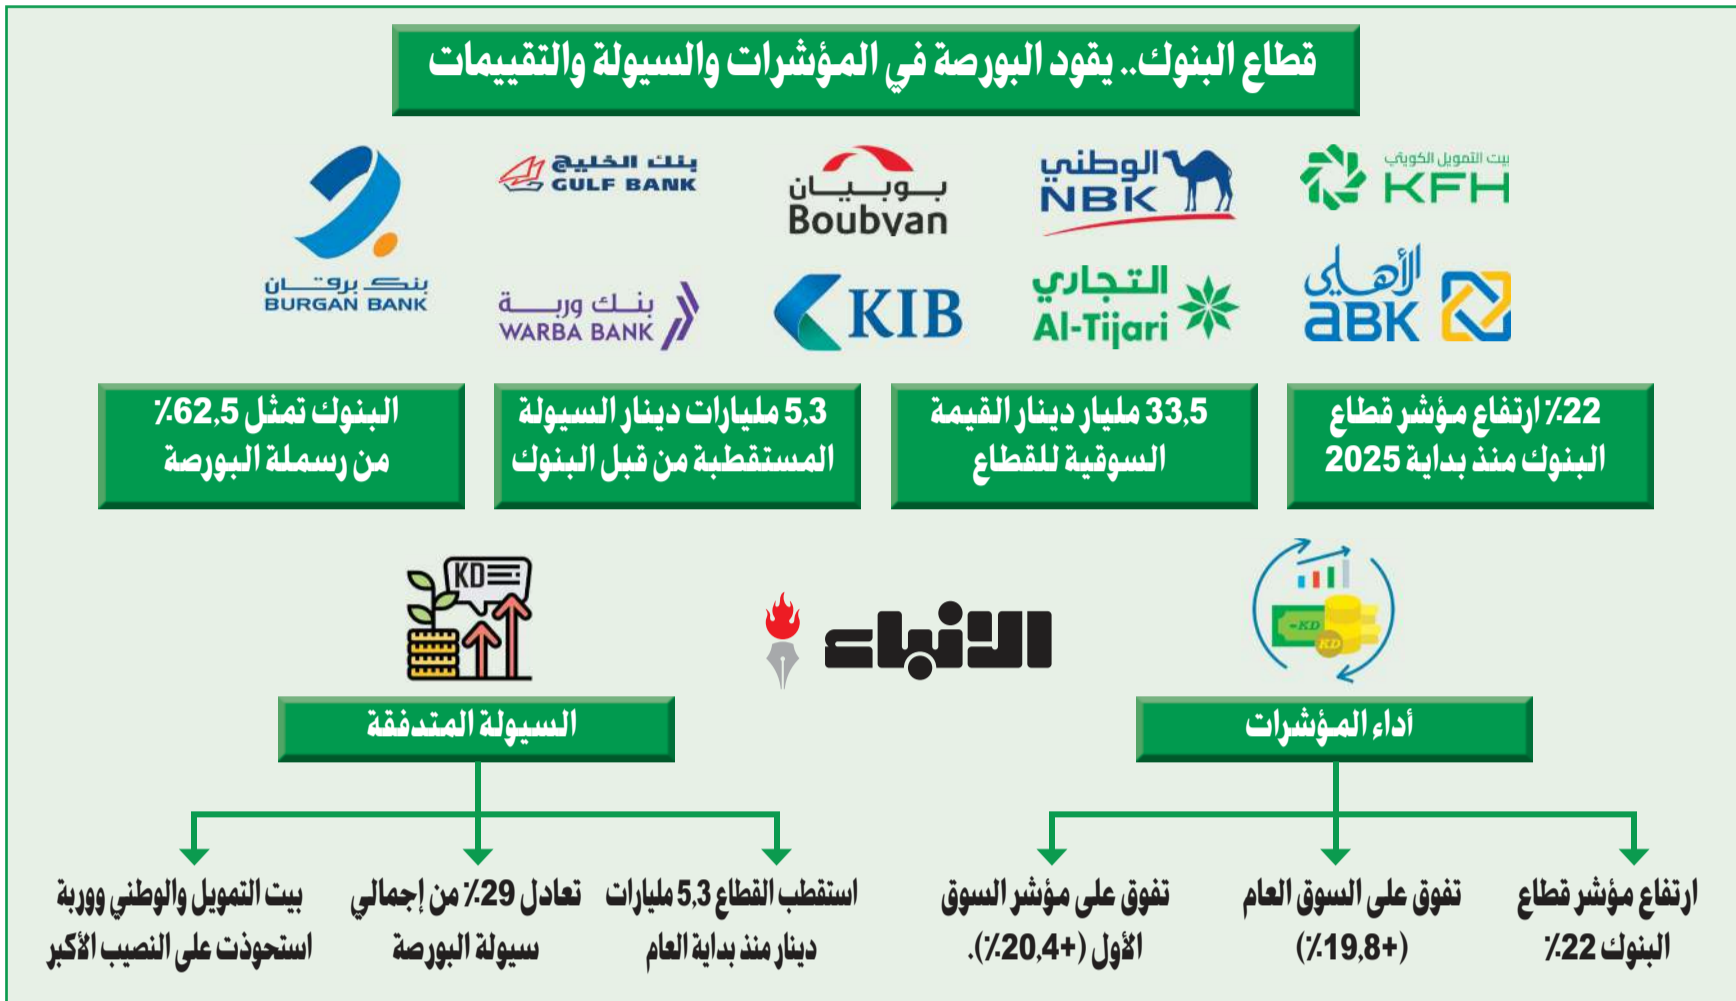 قطاع البنوك.. يقود البورصة في المؤشرات والسيولة والتقييمات
بيت التمويل الكويتي
KFH
الوطني
NBK
بوبيان
Boubyan
بنك الخليج
GULF BANK
بنك برقان
BURGAN BANK
الأهلي
aBK
التجاري
Al-Tijari
KIB
بنك وربة
WARBA BANK
22٪ ارتفاع مؤشر قطاع
البنوك منذ بداية 2025
33,5 مليار دينار القيمة
السوقية للقطاع
5,3 مليارات دينار السيولة
المستقطبة من قبل البنوك
البنوك تمثل 62,5٪
من رسملة البورصة
KD
KD
الانباء
KD
أداء المؤشرات
ارتفاع مؤشر قطاع
البنوك 22٪
تفوق على السوق العام
(+19,8٪)
تفوق على مؤشر السوق
الأول (+20,4٪).
السيولة المتدفقة
استقطب القطاع 5,3 مليارات
دينار منذ بداية العام
تعادل 29٪ من إجمالي
سيولة البورصة
بيت التمويل والوطني ووربة
استحوذت على النصيب الأكبر